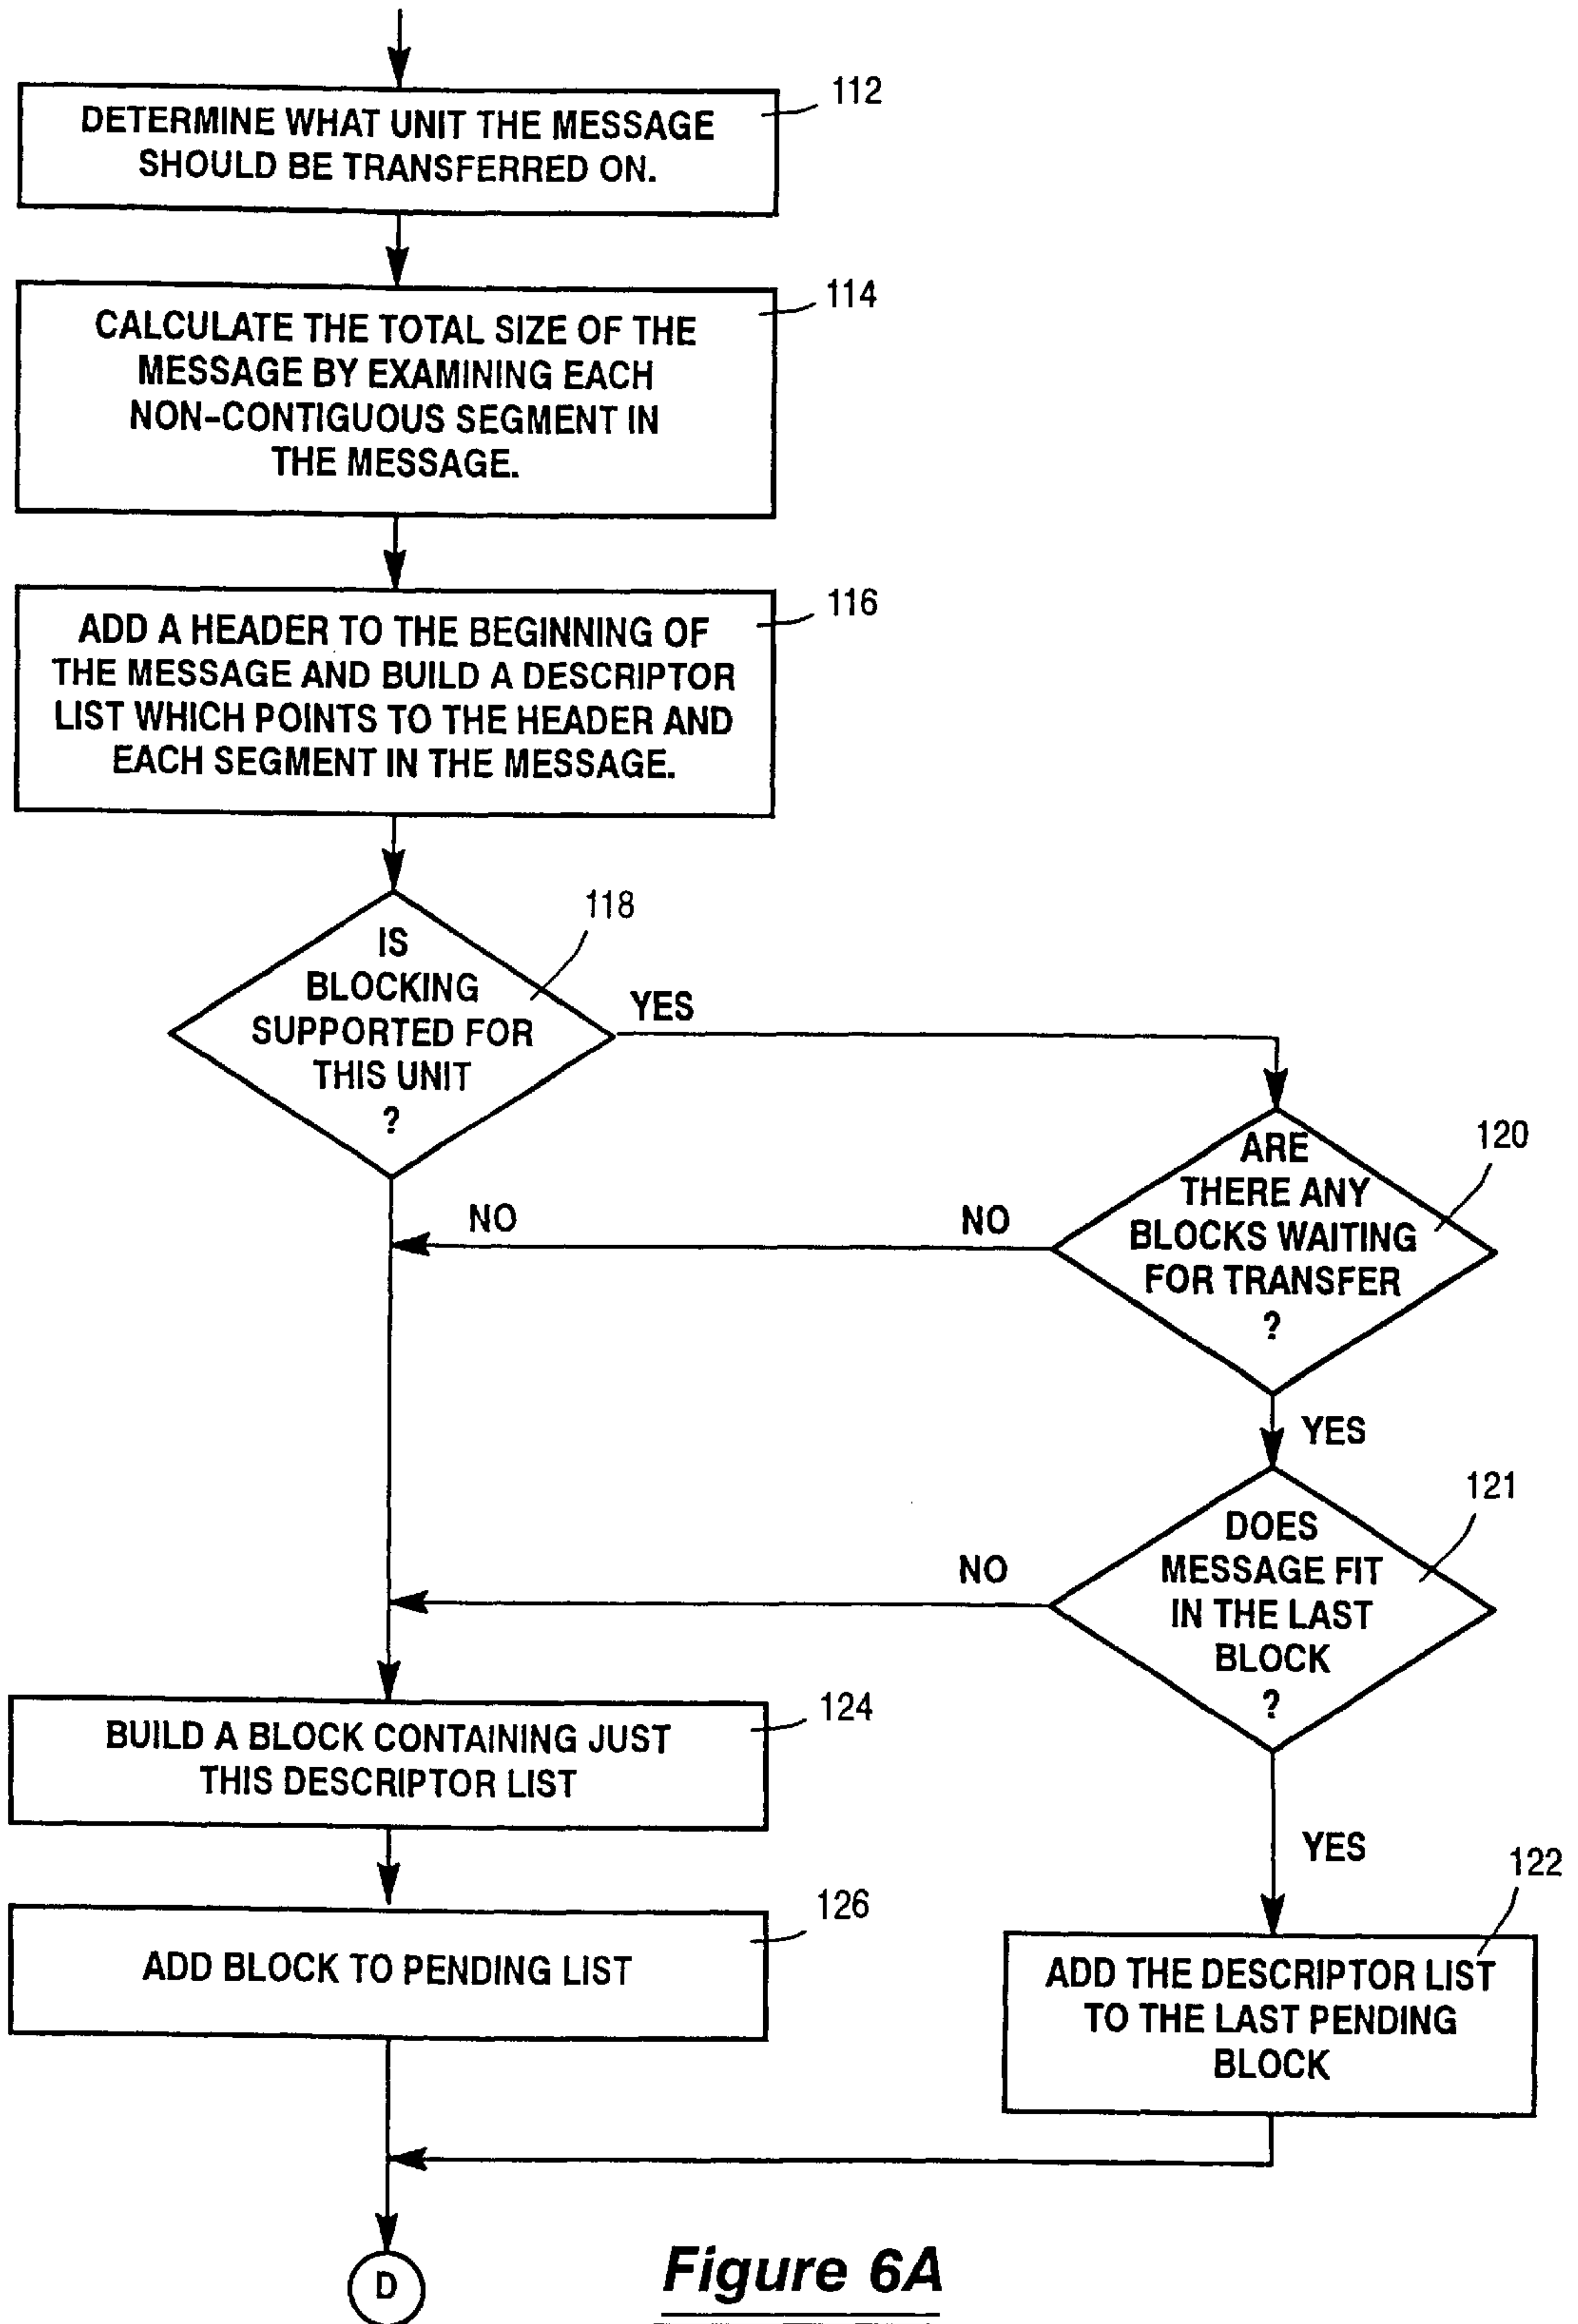 112
DETERMINE WHAT UNIT THE MESSAGE
SHOULD BE TRANSFERRED ON.
114
CALCULATE THE TOTAL SIZE OF THE
MESSAGE BY EXAMINING EACH
NON-CONTIGUOUS SEGMENT IN
THE MESSAGE.
116
ADD A HEADER TO THE BEGINNING OF
THE MESSAGE AND BUILD A DESCRIPTOR
LIST WHICH POINTS TO THE HEADER AND
EACH SEGMENT IN THE MESSAGE.
118
IS
BLOCKING
SUPPORTED FOR
THIS UNIT
?
YES
NO
120
ARE
THERE ANY
BLOCKS WAITING
FOR TRANSFER
?
NO
YES
121
DOES
MESSAGE FIT
IN THE LAST
BLOCK
?
NO
YES
124
BUILD A BLOCK CONTAINING JUST
THIS DESCRIPTOR LIST
126
ADD BLOCK TO PENDING LIST
122
ADD THE DESCRIPTOR LIST
TO THE LAST PENDING
BLOCK
D
Figure 6A